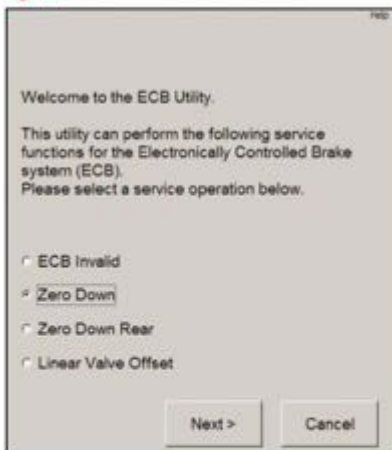 Help
Welcome to the ECB Utility.
This utility can perform the following service
functions for the Electronically Controlled Brake
system (ECB).
Please select a service operation below.
ECB Invalid
Zero Down
Zero Down Rear
Linear Valve Offset
Next >
Cancel